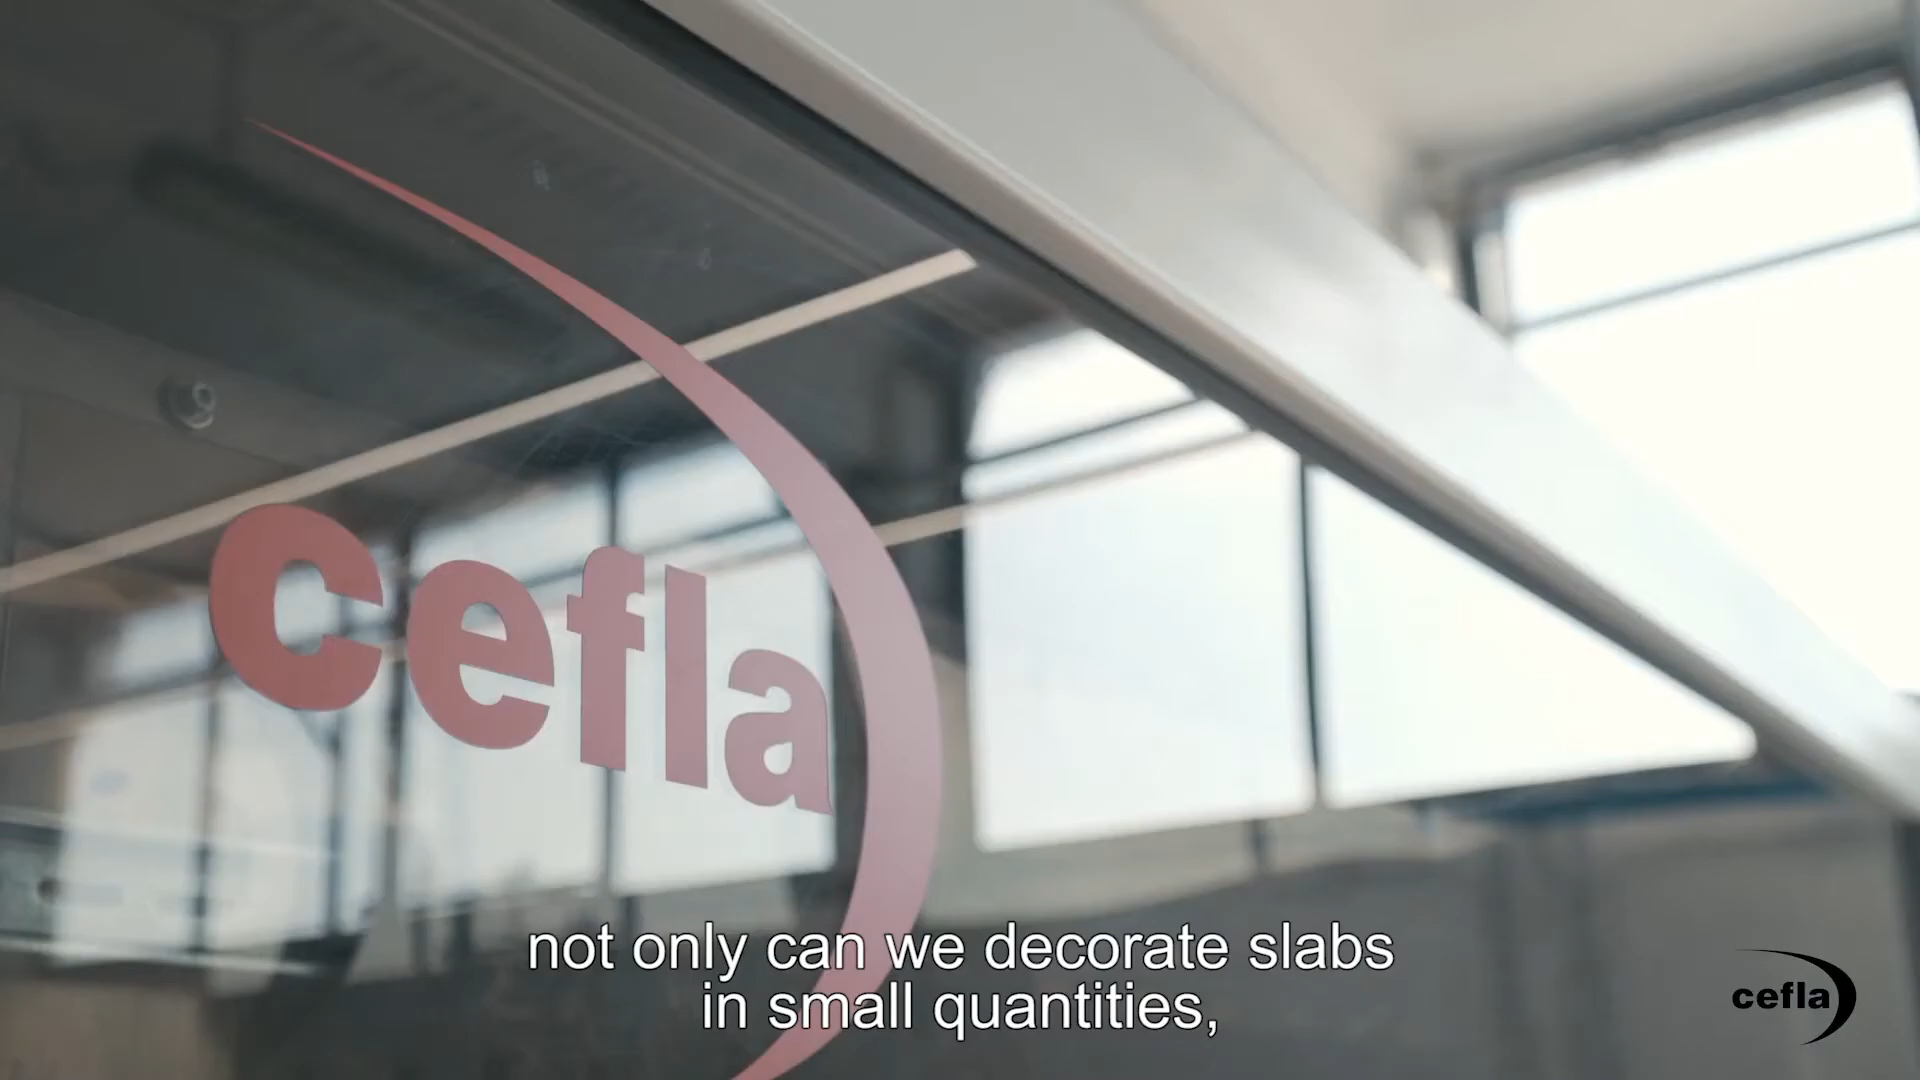 cefla
not only can we decorate slabs
in small quantities,
cefla